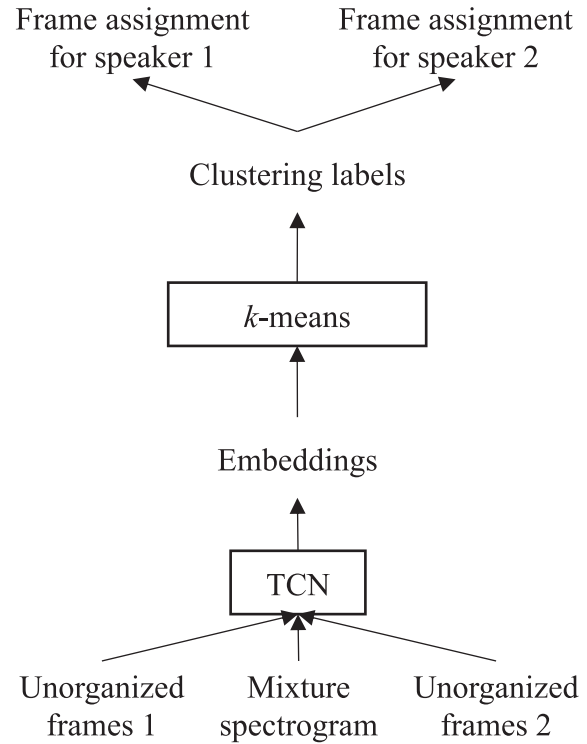 Frame assignment
for speaker 1
Frame assignment
for speaker 2
Clustering labels
k-means
Embeddings
TCN
Unorganized
frames 1
Mixture
spectrogram
Unorganized
frames 2